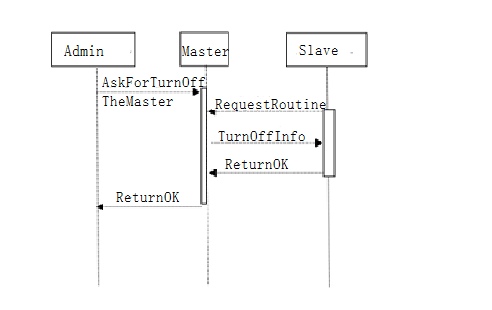 Admin
Master
Slave
AskForTurnOff
TheMaster
RequestRoutine
TurnOffInfo
ReturnOK
ReturnOK